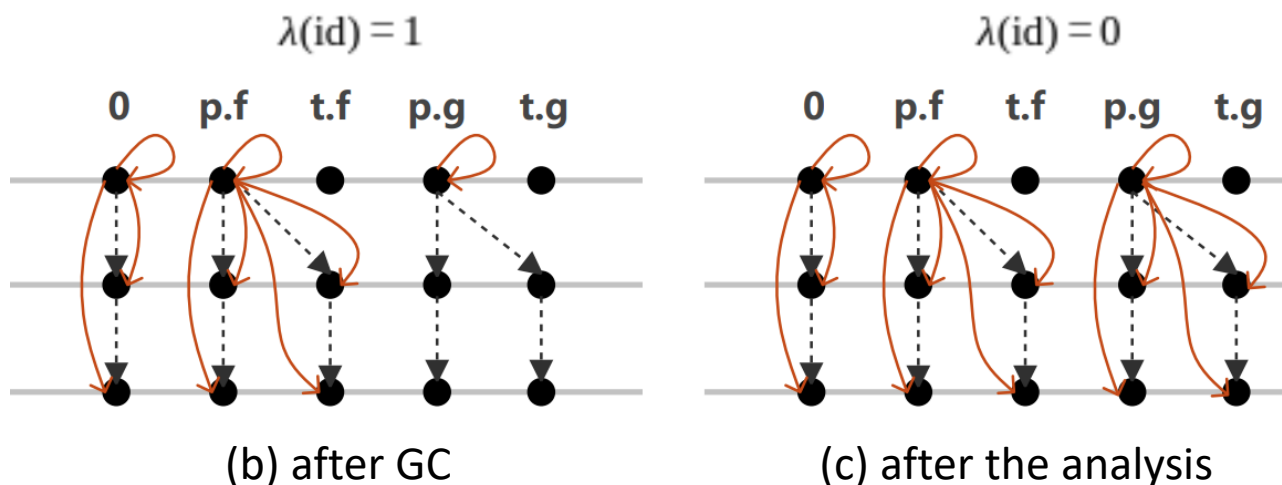 λ(id) = 1
0 p.f t.f p.g t.g
(b) after GC
λ(id) = 0
0 p.f t.f p.g t.g
(c) after the analysis